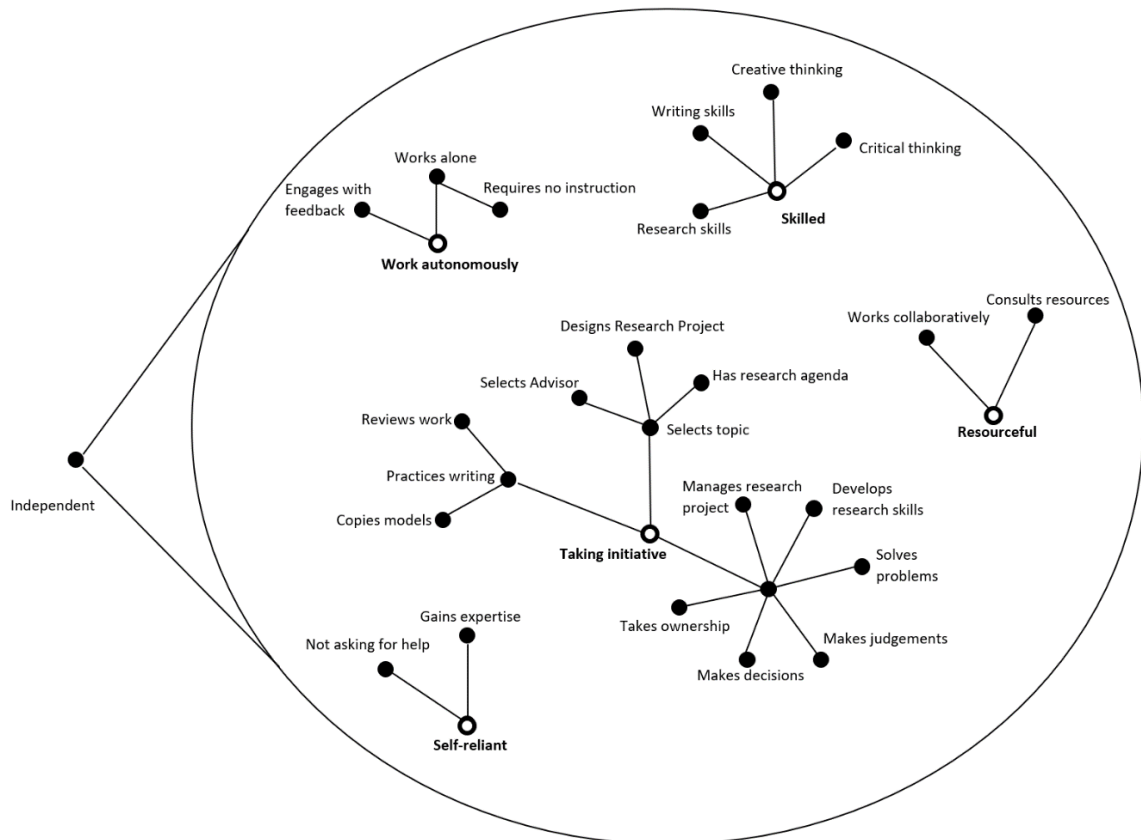 Creative thinking
Writing skills
Critical thinking
Works alone
Engages with
feedback
Requires no instruction
Research skills
Skilled
Work autonomously
Consults resources
Works collaboratively
Designs Research Project
Selects Advisor
Has research agenda
Reviews work
Selects topic
Resourceful
Practices writing
Manages research
project
Develops
research skills
Independent
Copies models
Taking initiative
Solves
problems
Gains expertise
Takes ownership
Not asking for help
Makes judgements
Makes decisions
Self-reliant